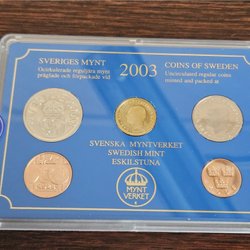 SVERIGES MYNT
Ocirkulerade reguljära mynt
präglade och förpackade vid
2003
COINS OF SWEDEN
Uncirculated regular coins
minted and packed at
SVENSKA MYNTVERKET
SWEDISH MINT
ESKILSTUNA
MYNT
VERKET